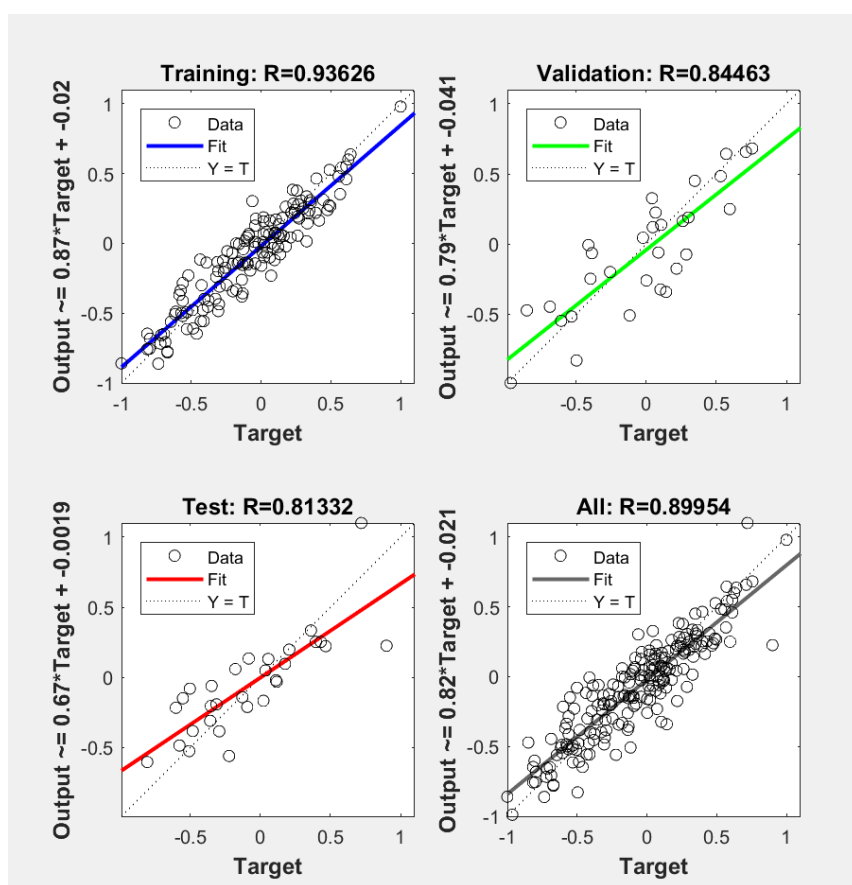 Training: R=0.93626
Output ~= 0.87*Target + -0.02
1
0.5
0
-0.5
-1
Data
Fit
Y = T
-1
-0.5
0
0.5
1
Target
Validation: R=0.84463
Output ~= 0.79*Target + -0.041
1
0.5
0
-0.5
-1
Data
Fit
Y = T
-0.5
0
0.5
1
Target
Test: R=0.81332
Output ~= 0.67*Target + -0.0019
1
0.5
0
-0.5
Data
Fit
Y = T
-0.5
0
0.5
1
Target
All: R=0.89954
Output ~= 0.82*Target + -0.021
1
0.5
0
-0.5
-1
Data
Fit
Y = T
-1
-0.5
0
0.5
1
Target